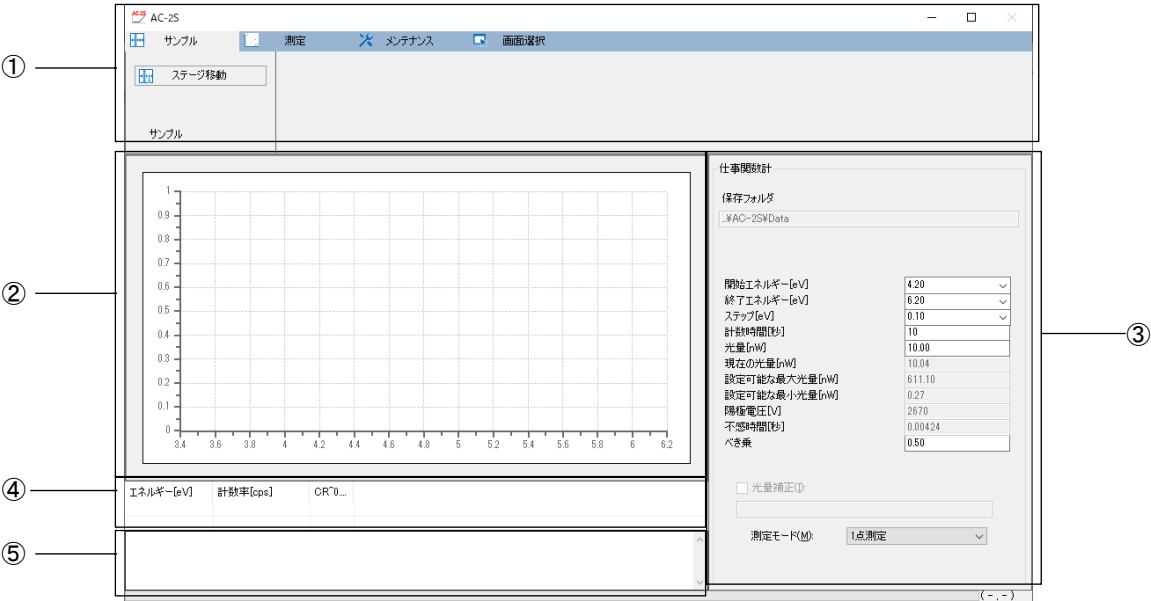 AC-2S
サンプル 測定 メンテナンス 画面選択
① ステージ移動
サンプル
仕事関数計
保存フォルダ
..¥AC-2S¥Data
②
1
0.9
0.8
0.7
0.6
0.5
0.4
0.3
0.2
0.1
0
3.4 3.6 3.8 4 4.2 4.4 4.6 4.8 5 5.2 5.4 5.6 5.8 6 6.2
③
開始エネルギー[eV] 4.20
終了エネルギー[eV] 6.20
ステップ[eV] 0.10
計数時間[秒] 10
光量[nW] 10.00
現在の光量[nW] 10.04
設定可能な最大光量[nW] 611.10
設定可能な最小光量[nW] 0.27
陽極電圧[V] 2670
不感時間[秒] 0.00424
べき乗 0.50
④ エネルギー[eV] 計数率[cps] CR^0...
光量補正(I):
測定モード(M): 1点測定
⑤
(-,-)